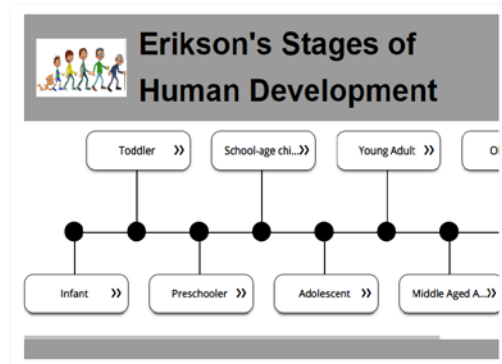 Erikson's Stages of
Human Development
Toddler »
School-age chi...»
Young Adult »
Infant »
Preschooler »
Adolescent »
Middle Aged A...»